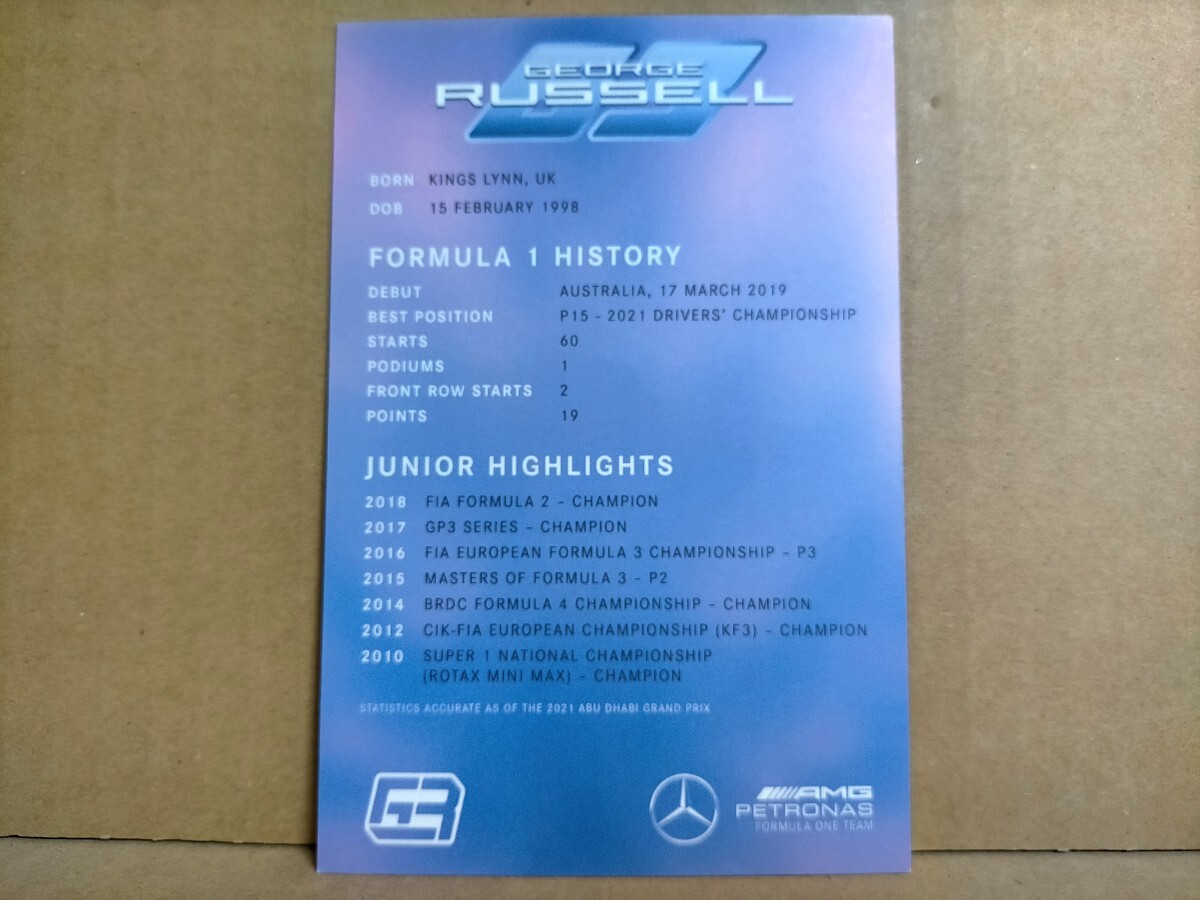 63
GEORGE
RUSSELL
BORN KINGS LYNN, UK
DOB 15 FEBRUARY 1998
FORMULA 1 HISTORY
DEBUT AUSTRALIA, 17 MARCH 2019
BEST POSITION P15 - 2021 DRIVERS' CHAMPIONSHIP
STARTS 60
PODIUMS 1
FRONT ROW STARTS 2
POINTS 19
JUNIOR HIGHLIGHTS
2018 FIA FORMULA 2 - CHAMPION
2017 GP3 SERIES - CHAMPION
2016 FIA EUROPEAN FORMULA 3 CHAMPIONSHIP - P3
2015 MASTERS OF FORMULA 3 - P2
2014 BRDC FORMULA 4 CHAMPIONSHIP - CHAMPION
2012 CIK-FIA EUROPEAN CHAMPIONSHIP (KF3) - CHAMPION
2010 SUPER 1 NATIONAL CHAMPIONSHIP
(ROTAX MINI MAX) - CHAMPION
STATISTICS ACCURATE AS OF THE 2021 ABU DHABI GRAND PRIX
GR
AMG
PETRONAS
FORMULA ONE TEAM